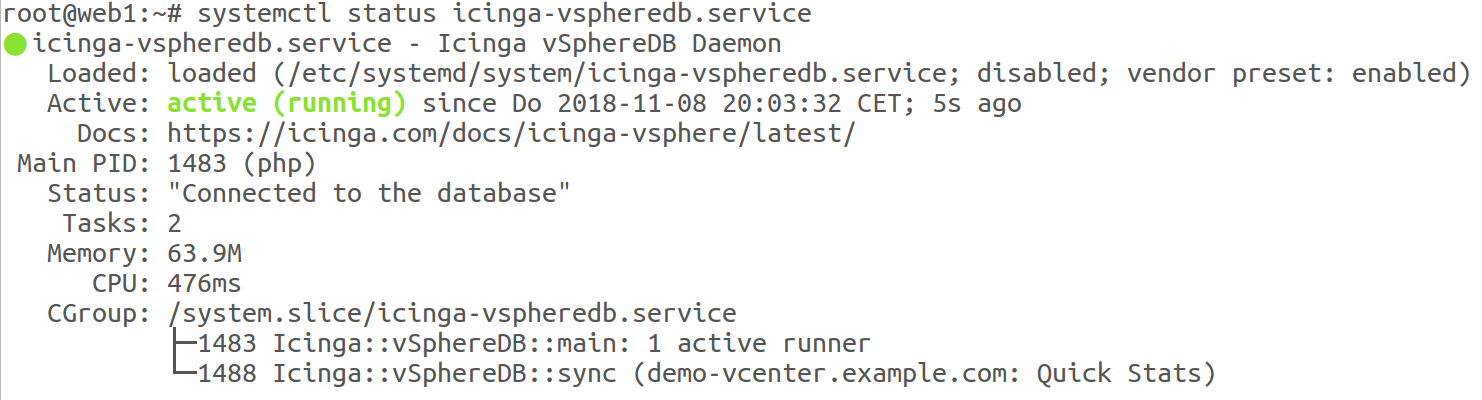 root@web1:~# systemctl status icinga-vspheredb.service
● icinga-vspheredb.service - Icinga vSphereDB Daemon
   Loaded: loaded (/etc/systemd/system/icinga-vspheredb.service; disabled; vendor preset: enabled)
   Active: active (running) since Do 2018-11-08 20:03:32 CET; 5s ago
     Docs: https://icinga.com/docs/icinga-vsphere/latest/
 Main PID: 1483 (php)
   Status: "Connected to the database"
    Tasks: 2
   Memory: 63.9M
      CPU: 476ms
   CGroup: /system.slice/icinga-vspheredb.service
           ├─1483 Icinga::vSphereDB::main: 1 active runner
           └─1488 Icinga::vSphereDB::sync (demo-vcenter.example.com: Quick Stats)